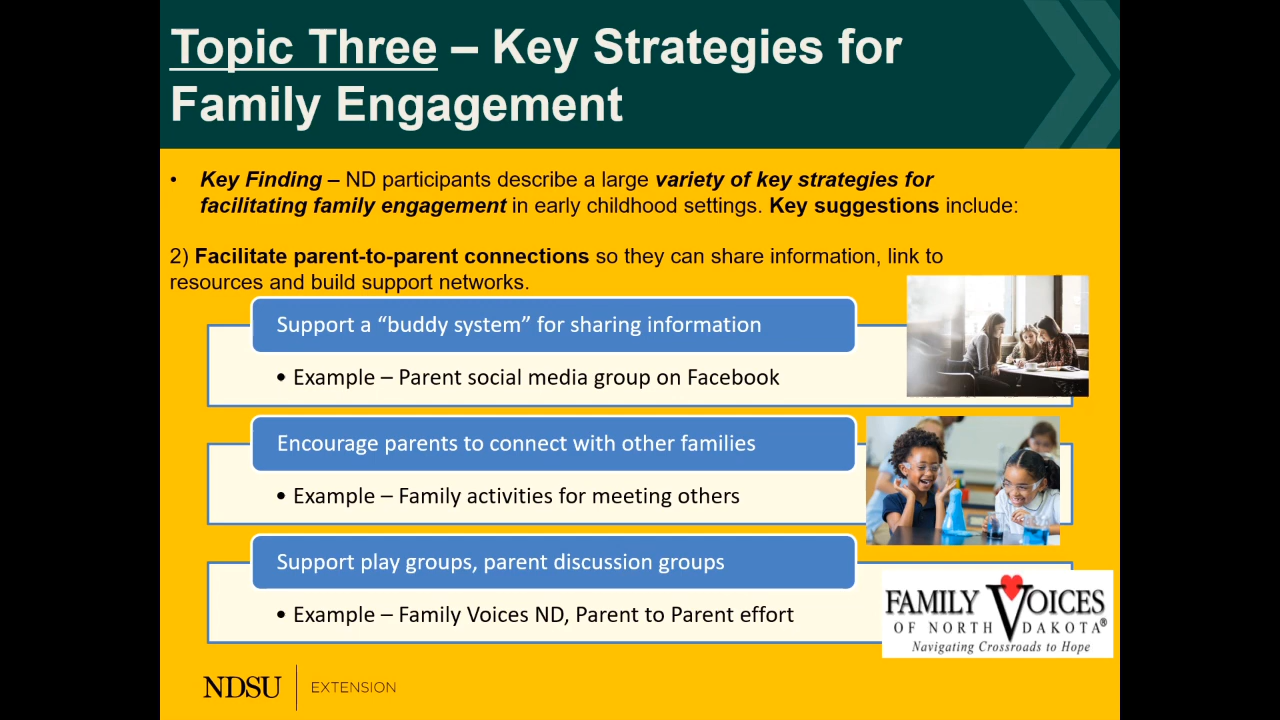 Topic Three – Key Strategies for
Family Engagement
• Key Finding – ND participants describe a large variety of key strategies for
facilitating family engagement in early childhood settings. Key suggestions include:
2) Facilitate parent-to-parent connections so they can share information, link to
resources and build support networks.
Support a “buddy system” for sharing information
• Example – Parent social media group on Facebook
Encourage parents to connect with other families
• Example – Family activities for meeting others
Support play groups, parent discussion groups
• Example – Family Voices ND, Parent to Parent effort
FAMILY VOICES
OF NORTH DAKOTA®
Navigating Crossroads to Hope
NDSU EXTENSION